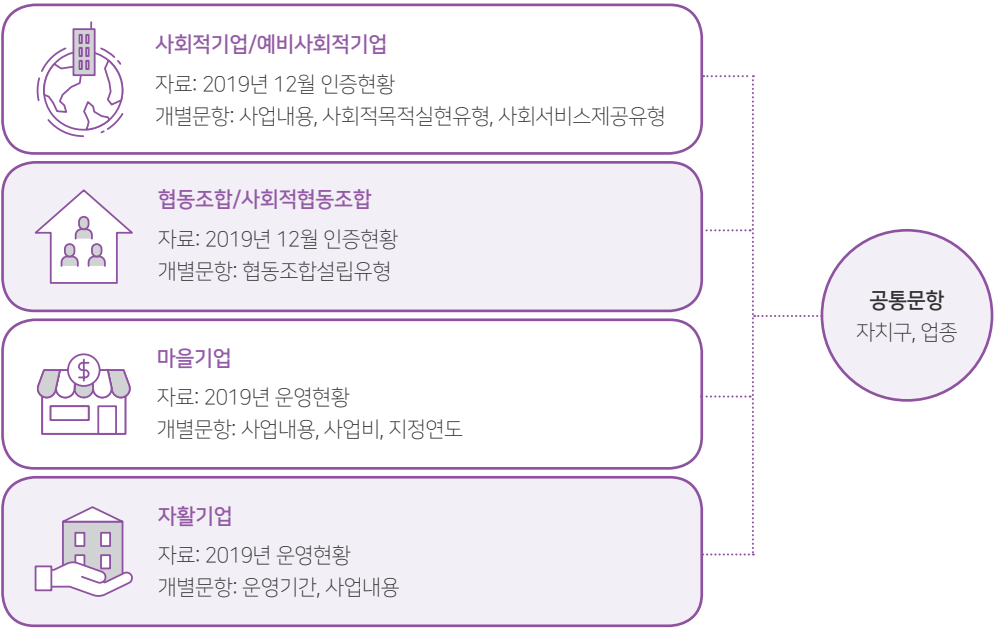 사회적기업/예비사회적기업
자료: 2019년 12월 인증현황
개별문항: 사업내용, 사회적목적실현유형, 사회서비스제공유형
협동조합/사회적협동조합
자료: 2019년 12월 인증현황
개별문항: 협동조합설립유형
마을기업
자료: 2019년 운영현황
개별문항: 사업내용, 사업비, 지정연도
자활기업
자료: 2019년 운영현황
개별문항: 운영기간, 사업내용
공통문항
자치구, 업종